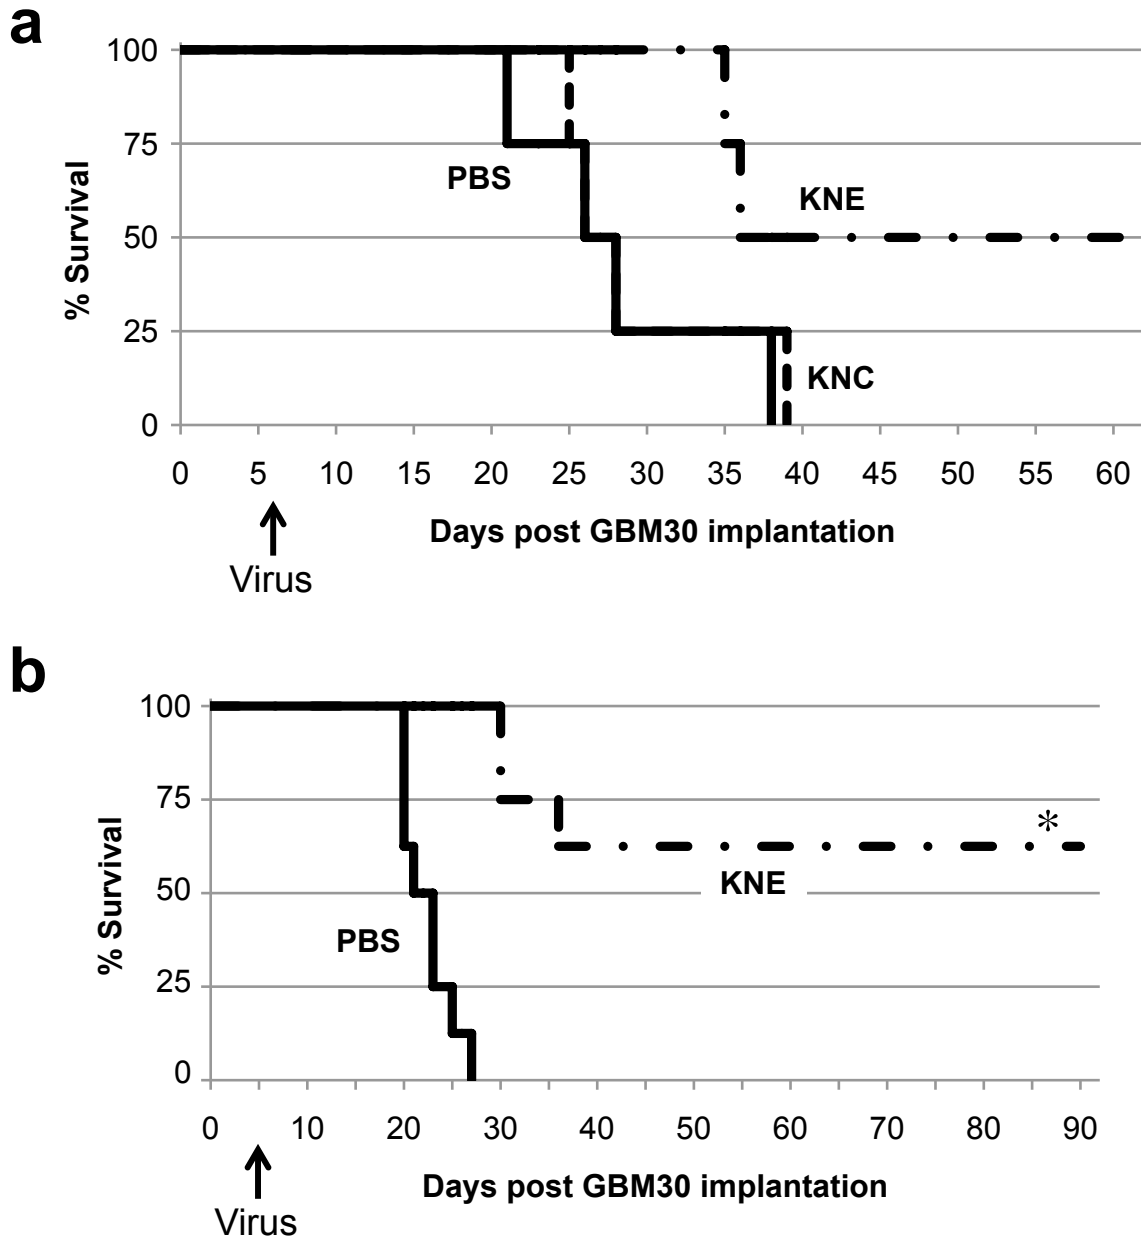 a
100
75
50
25
0
% Survival
PBS
KNE
KNC
0 5 10 15 20 25 30 35 40 45 50 55 60
Days post GBM30 implantation
Virus
b
100
75
50
25
0
% Survival
PBS
KNE
*
0 10 20 30 40 50 60 70 80 90
Days post GBM30 implantation
Virus